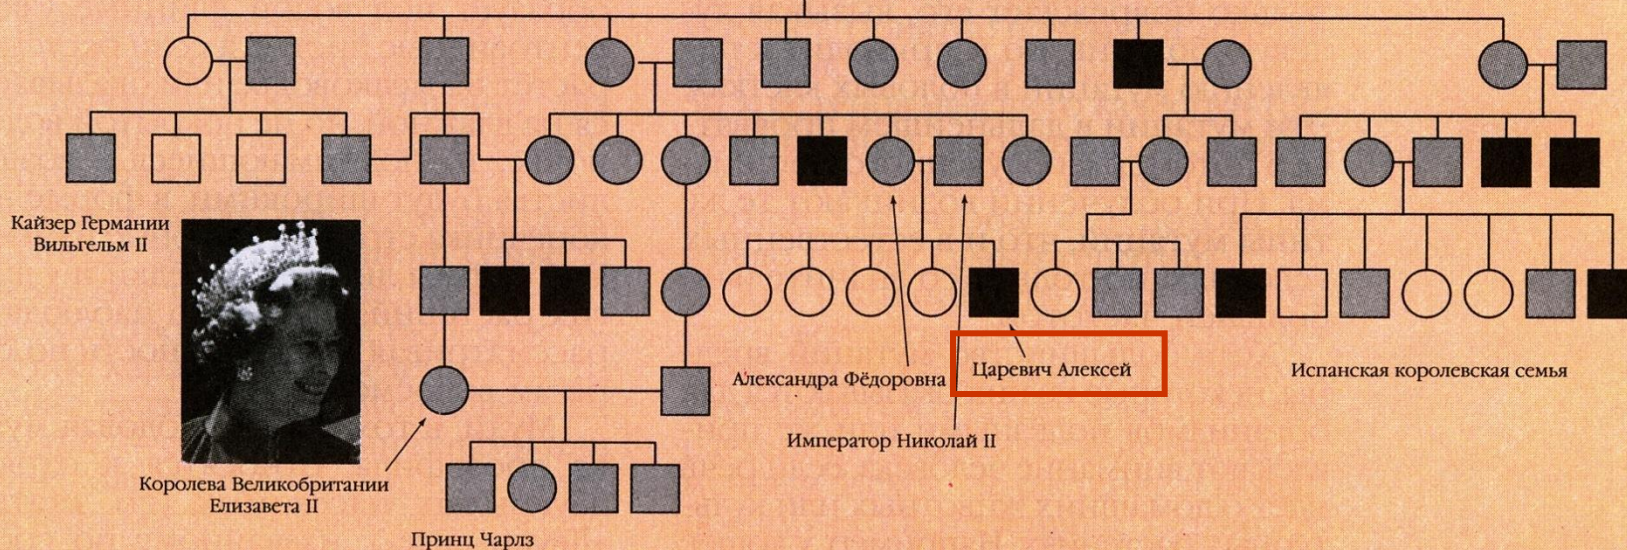 Кайзер Германии
Вильгельм II
Александра Фёдоровна
Царевич Алексей
Испанская королевская семья
Император Николай II
Королева Великобритании
Елизавета II
Принц Чарлз